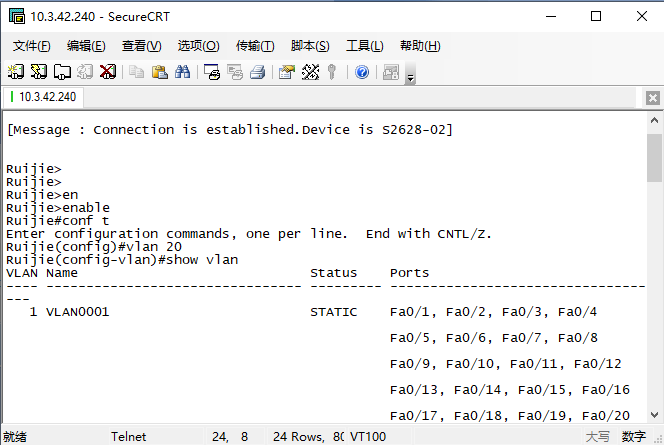 10.3.42.240 - SecureCRT
文件(F) 编辑(E) 查看(V) 选项(O) 传输(T) 脚本(S) 工具(L) 帮助(H)
10.3.42.240
[Message : Connection is established.Device is S2628-02]
Ruijie>
Ruijie>
Ruijie>en
Ruijie>enable
Ruijie#conf t
Enter configuration commands, one per line.  End with CNTL/Z.
Ruijie(config)#vlan 20
Ruijie(config-vlan)#show vlan
VLAN Name                             Status    Ports
---- -------------------------------- --------- --------------------------------
---
   1 VLAN0001                         STATIC    Fa0/1, Fa0/2, Fa0/3, Fa0/4
                                                Fa0/5, Fa0/6, Fa0/7, Fa0/8
                                                Fa0/9, Fa0/10, Fa0/11, Fa0/12
                                                Fa0/13, Fa0/14, Fa0/15, Fa0/16
                                                Fa0/17, Fa0/18, Fa0/19, Fa0/20
就绪 Telnet 24, 8 24 Rows, 80 VT100 大写 数字